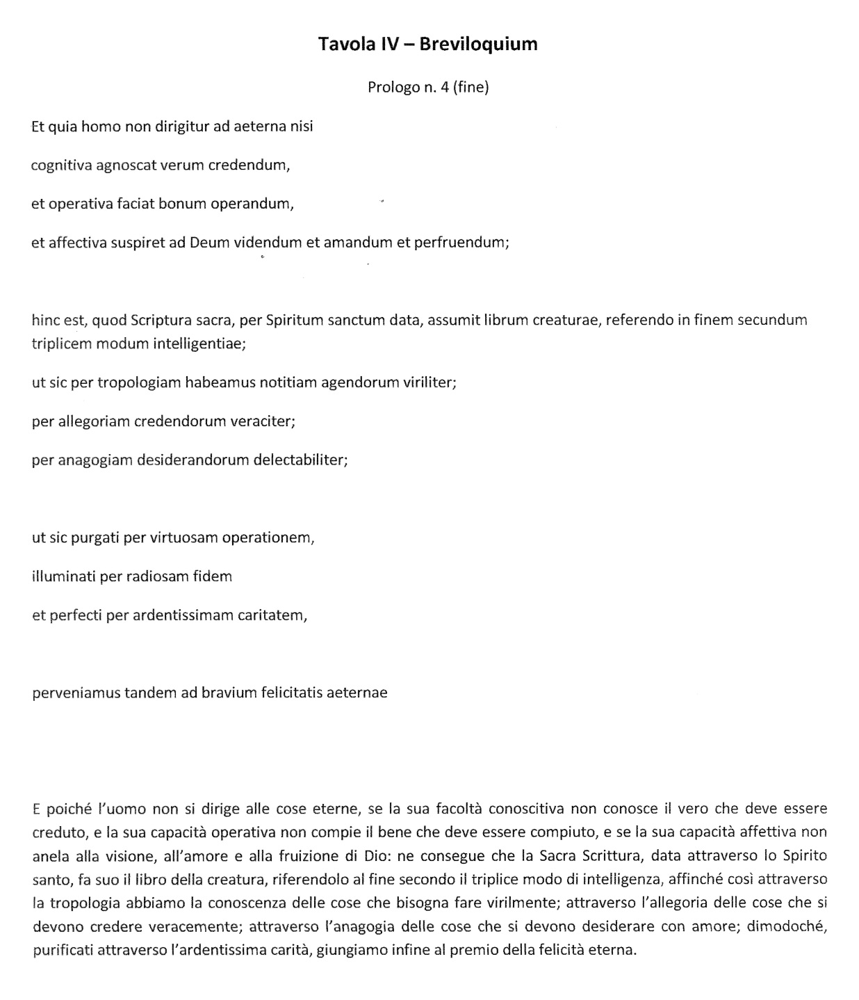 Tavola IV – Breviloquium
Prologo n. 4 (fine)
Et quia homo non dirigitur ad aeterna nisi
cognitiva agnoscat verum credendum,
et operativa faciat bonum operandum,
et affectiva suspiret ad Deum videndum et amandum et perfruendum;
hinc est, quod Scriptura sacra, per Spiritum sanctum data, assumit librum creaturae, referendo in finem secundum
triplicem modum intelligentiae;
ut sic per tropologiam habeamus notitiam agendorum viriliter;
per allegoriam credendorum veraciter;
per anagogiam desiderandorum delectabiliter;
ut sic purgati per virtuosam operationem,
illuminati per radiosam fidem
et perfecti per ardentissimam caritatem,
perveniamus tandem ad bravium felicitatis aeternae
E poiché l'uomo non si dirige alle cose eterne, se la sua facoltà conoscitiva non conosce il vero che deve essere
creduto, e la sua capacità operativa non compie il bene che deve essere compiuto, e se la sua capacità affettiva non
anela alla visione, all'amore e alla fruizione di Dio: ne consegue che la Sacra Scrittura, data attraverso lo Spirito
santo, fa suo il libro della creatura, riferendolo al fine secondo il triplice modo di intelligenza, affinché così attraverso
la tropologia abbiamo la conoscenza delle cose che bisogna fare virilmente; attraverso l'allegoria delle cose che si
devono credere veracemente; attraverso l'anagogia delle cose che si devono desiderare con amore; dimodoché,
purificati attraverso l'ardentissima carità, giungiamo infine al premio della felicità eterna.